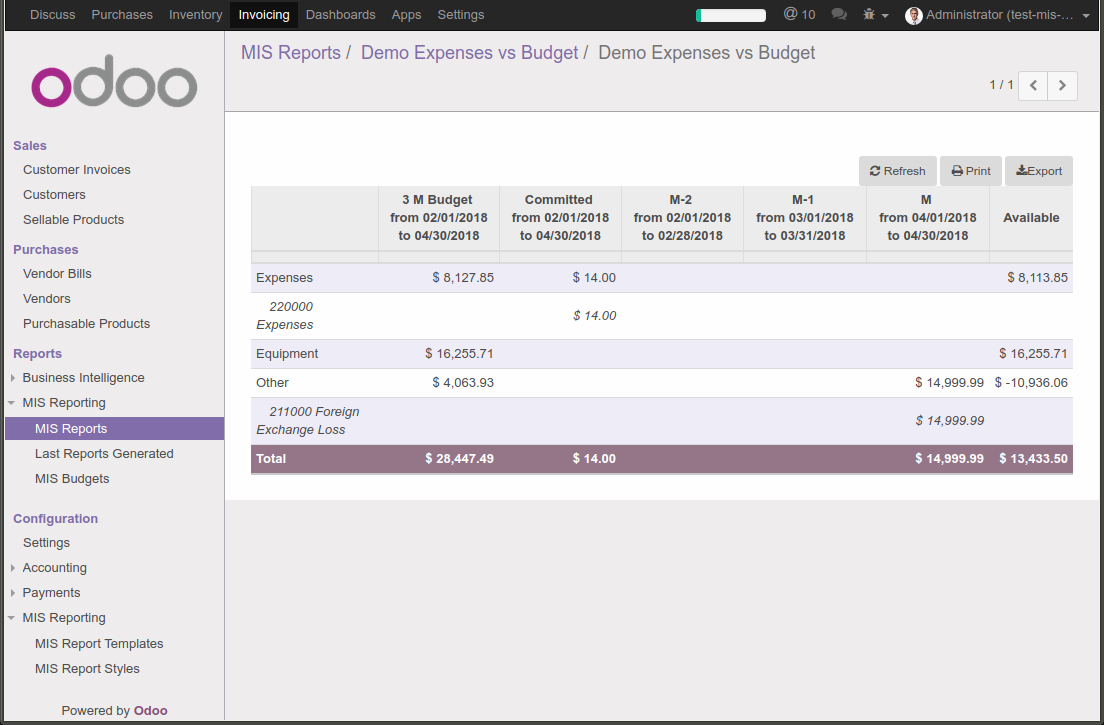 Discuss Purchases Inventory Invoicing Dashboards Apps Settings @ 10 Administrator (test-mis-...
odoo
MIS Reports / Demo Expenses vs Budget / Demo Expenses vs Budget
1 / 1
Sales
Customer Invoices
Customers
Sellable Products
Purchases
Vendor Bills
Vendors
Purchasable Products
Reports
Business Intelligence
MIS Reporting
MIS Reports
Last Reports Generated
MIS Budgets
Configuration
Settings
Accounting
Payments
MIS Reporting
MIS Report Templates
MIS Report Styles
Powered by Odoo
Refresh Print Export
3 M Budget Committed M-2 M-1 M
from 02/01/2018 from 02/01/2018 from 02/01/2018 from 03/01/2018 from 04/01/2018 Available
to 04/30/2018 to 04/30/2018 to 02/28/2018 to 03/31/2018 to 04/30/2018
Expenses $ 8,127.85 $ 14.00 $ 8,113.85
220000
Expenses $ 14.00
Equipment $ 16,255.71 $ 16,255.71
Other $ 4,063.93 $ 14,999.99 $ -10,936.06
211000 Foreign
Exchange Loss $ 14,999.99
Total $ 28,447.49 $ 14.00 $ 14,999.99 $ 13,433.50